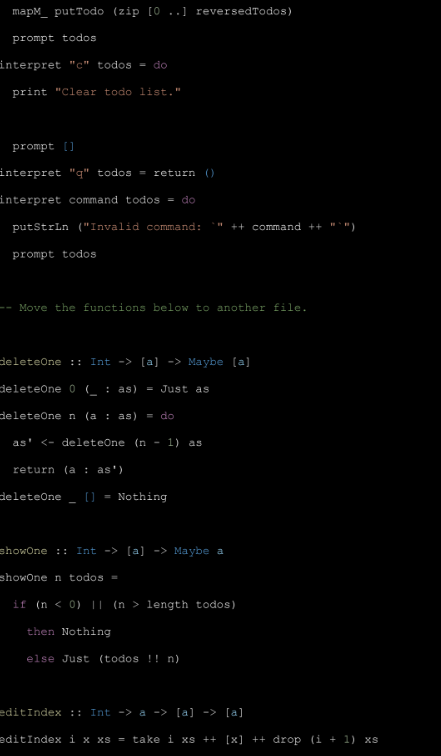 mapM_ putTodo (zip [0 ..] reversedTodos)
prompt todos
interpret "c" todos = do
print "Clear todo list."
prompt []
interpret "q" todos = return ()
interpret command todos = do
putStrLn ("Invalid command: `" ++ command ++ "`")
prompt todos
-- Move the functions below to another file.
deleteOne :: Int -> [a] -> Maybe [a]
deleteOne 0 (_ : as) = Just as
deleteOne n (a : as) = do
as' <- deleteOne (n - 1) as
return (a : as')
deleteOne _ [] = Nothing
showOne :: Int -> [a] -> Maybe a
showOne n todos =
if (n < 0) || (n > length todos)
then Nothing
else Just (todos !! n)
editIndex :: Int -> a -> [a] -> [a]
editIndex i x xs = take i xs ++ [x] ++ drop (i + 1) xs